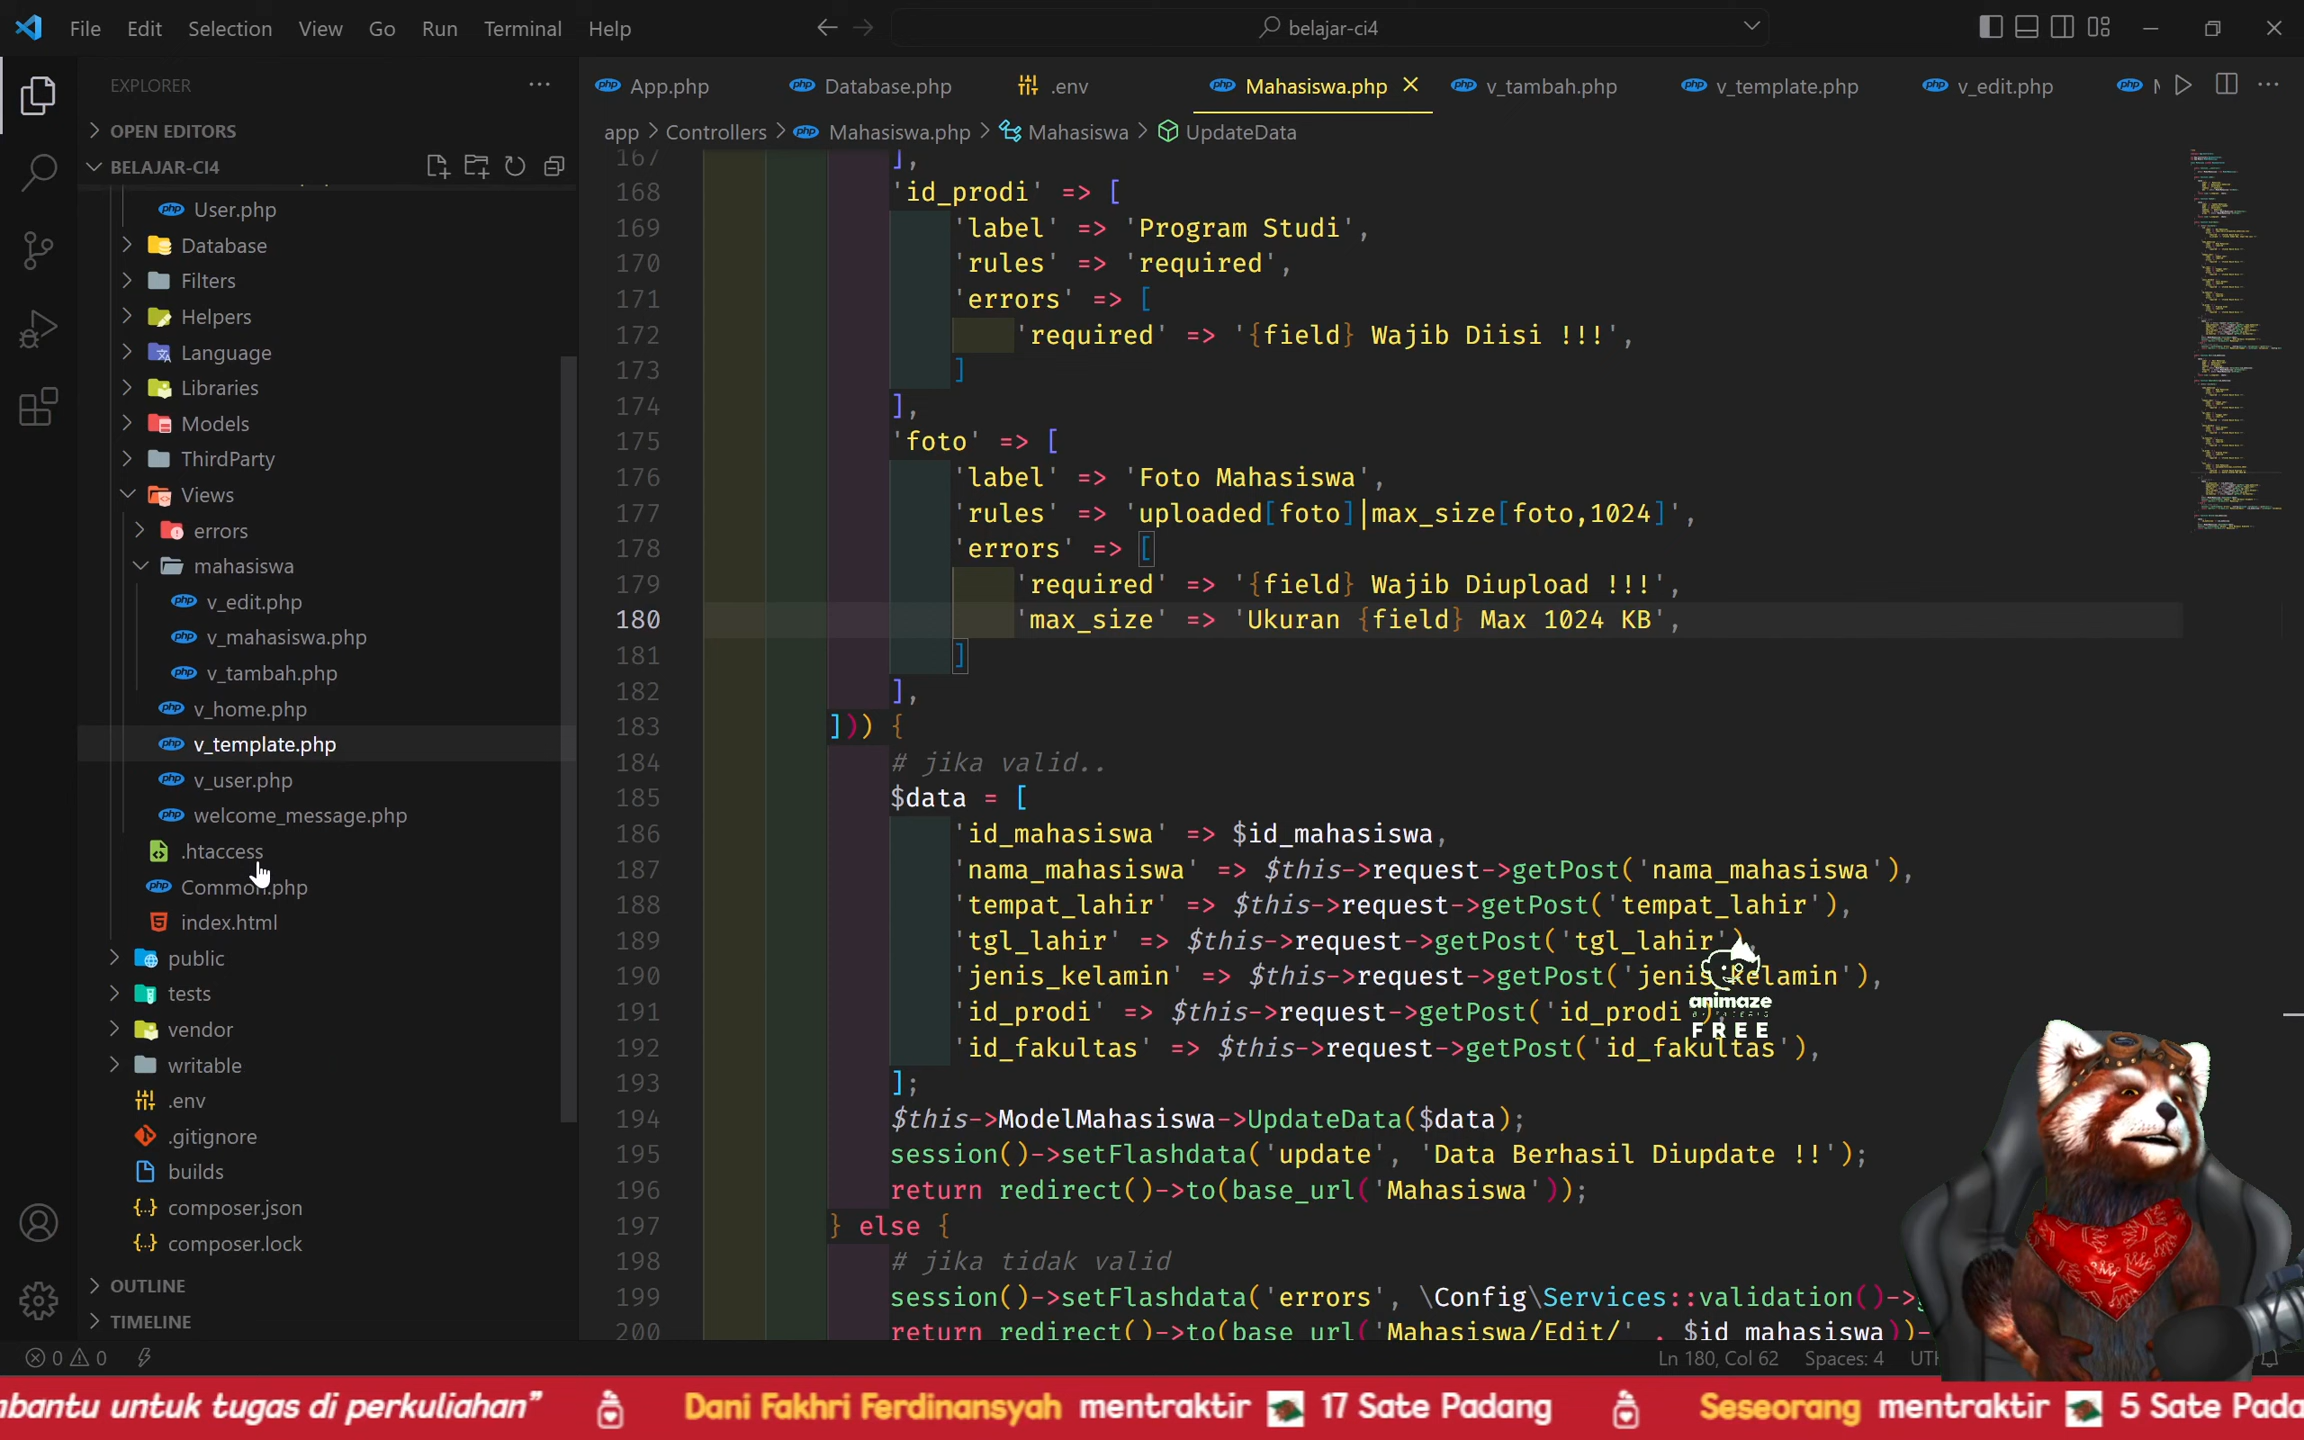 File Edit Selection View Go Run Terminal Help
belajar-ci4
EXPLORER
OPEN EDITORS
BELAJAR-CI4
User.php
Database
Filters
Helpers
Language
Libraries
Models
ThirdParty
Views
errors
mahasiswa
v_edit.php
v_mahasiswa.php
v_tambah.php
v_home.php
v_template.php
v_user.php
welcome_message.php
.htaccess
Common.php
index.html
public
tests
vendor
writable
.env
.gitignore
builds
composer.json
composer.lock
OUTLINE
TIMELINE
App.php Database.php .env Mahasiswa.php v_tambah.php v_template.php v_edit.php
app > Controllers > Mahasiswa.php > Mahasiswa > UpdateData
167 ],
168 'id_prodi' => [
169 'label' => 'Program Studi',
170 'rules' => 'required',
171 'errors' => [
172 'required' => '{field} Wajib Diisi !!!',
173 ]
174 ],
175 'foto' => [
176 'label' => 'Foto Mahasiswa',
177 'rules' => 'uploaded[foto]|max_size[foto,1024]',
178 'errors' => [
179 'required' => '{field} Wajib Diupload !!!',
180 'max_size' => 'Ukuran {field} Max 1024 KB',
181 ]
182 ],
183 ])) {
184 # jika valid..
185 $data = [
186 'id_mahasiswa' => $id_mahasiswa,
187 'nama_mahasiswa' => $this->request->getPost('nama_mahasiswa'),
188 'tempat_lahir' => $this->request->getPost('tempat_lahir'),
189 'tgl_lahir' => $this->request->getPost('tgl_lahir'),
190 'jenis_kelamin' => $this->request->getPost('jenis_kelamin'),
191 'id_prodi' => $this->request->getPost('id_prodi'),
192 'id_fakultas' => $this->request->getPost('id_fakultas'),
193 ];
194 $this->ModelMahasiswa->UpdateData($data);
195 session()->setFlashdata('update', 'Data Berhasil Diupdate !!');
196 return redirect()->to(base_url('Mahasiswa'));
197 } else {
198 # jika tidak valid
199 session()->setFlashdata('errors', \Config\Services::validation()->
200 return redirect()->to(base_url('Mahasiswa/Edit/' . $id_mahasiswa))-
animaze
FREE
0 0
Ln 180, Col 62 Spaces: 4
mbantu untuk tugas di perkuliahan” Dani Fakhri Ferdinansyah mentraktir 17 Sate Padang Seseorang mentraktir 5 Sate Pada